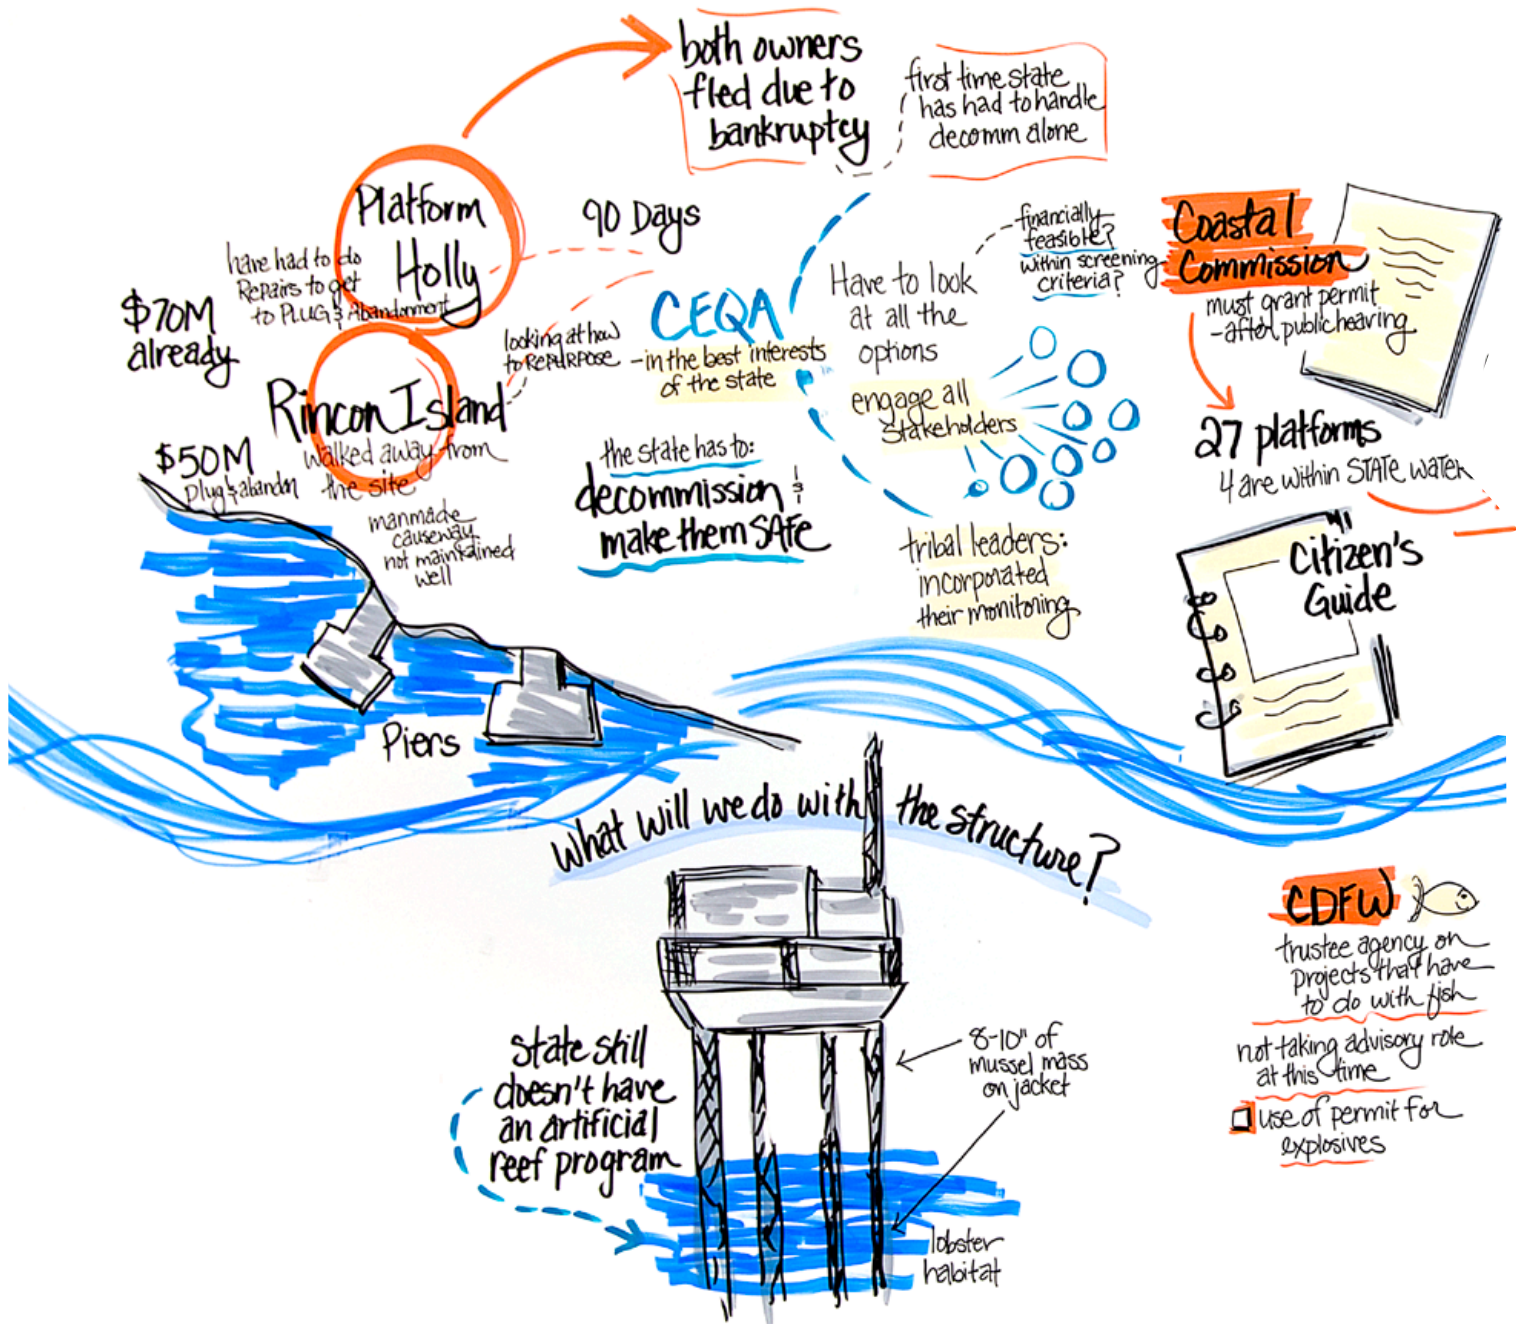 both owners
fled due to
bankruptcy
first time state
has had to handle
decomm alone
Platform
Holly
90 Days
have had to do
Repairs to get
to PLUG & Abandonment
$70M
already
looking at how
to REPURPOSE
Rincon Island
walked away from
the site
$50M
plug & abandon
manmade
causeway
not maintained
well
Piers
CEQA
- in the best interests
of the state
the state has to:
decommission &
make them SAFE
Have to look
at all the
options
financially
feasible?
within screening
criteria?
engage all
stakeholders
tribal leaders:
incorporated
their monitoring
Coastal
Commission
must grant permit
- after public hearing
27 platforms
4 are within STATE WATER
Citizen's
Guide
What will we do with the structure?
State still
doesn't have
an artificial
reef program
8-10" of
mussel mass
on jacket
lobster
habitat
CDFW
trustee agency on
projects that have
to do with fish
not taking advisory role
at this time
use of permit for
explosives